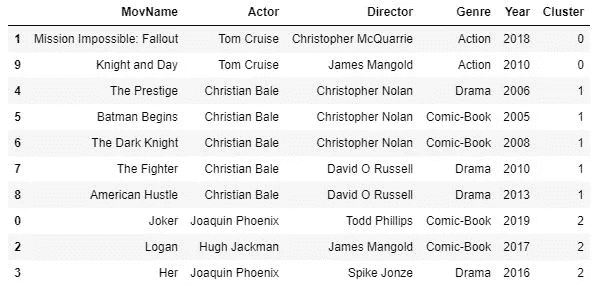 MovName Actor Director Genre Year Cluster
1 Mission Impossible: Fallout Tom Cruise Christopher McQuarrie Action 2018 0
9 Knight and Day Tom Cruise James Mangold Action 2010 0
4 The Prestige Christian Bale Christopher Nolan Drama 2006 1
5 Batman Begins Christian Bale Christopher Nolan Comic-Book 2005 1
6 The Dark Knight Christian Bale Christopher Nolan Comic-Book 2008 1
7 The Fighter Christian Bale David O Russell Drama 2010 1
8 American Hustle Christian Bale David O Russell Drama 2013 1
0 Joker Joaquin Phoenix Todd Phillips Comic-Book 2019 2
2 Logan Hugh Jackman James Mangold Comic-Book 2017 2
3 Her Joaquin Phoenix Spike Jonze Drama 2016 2